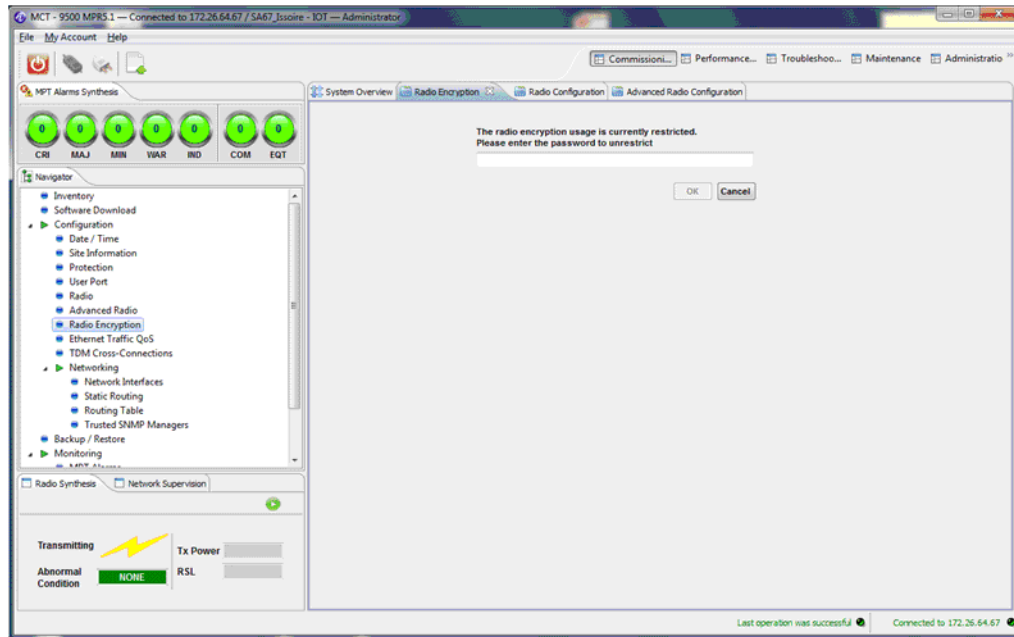 MCT - 9500 MPR5.1 — Connected to 172.26.64.67 / SA67_Issoire - IOT — Administrator
File My Account Help
Commissioni... Performance... Troubleshoo... Maintenance Administratio
MPT Alarms Synthesis
System Overview Radio Encryption Radio Configuration Advanced Radio Configuration
0 0 0 0 0 0 0
CRI MAJ MIN WAR IND COM EQT
The radio encryption usage is currently restricted.
Please enter the password to unrestrict
OK Cancel
Navigator
Inventory
Software Download
Configuration
Date / Time
Site Information
Protection
User Port
Radio
Advanced Radio
Radio Encryption
Ethernet Traffic QoS
TDM Cross-Connections
Networking
Network Interfaces
Static Routing
Routing Table
Trusted SNMP Managers
Backup / Restore
Monitoring
MPT Alarms
Radio Synthesis Network Supervision
Transmitting
Tx Power
Abnormal
Condition
NONE
RSL
Last operation was successful Connected to 172.26.64.67